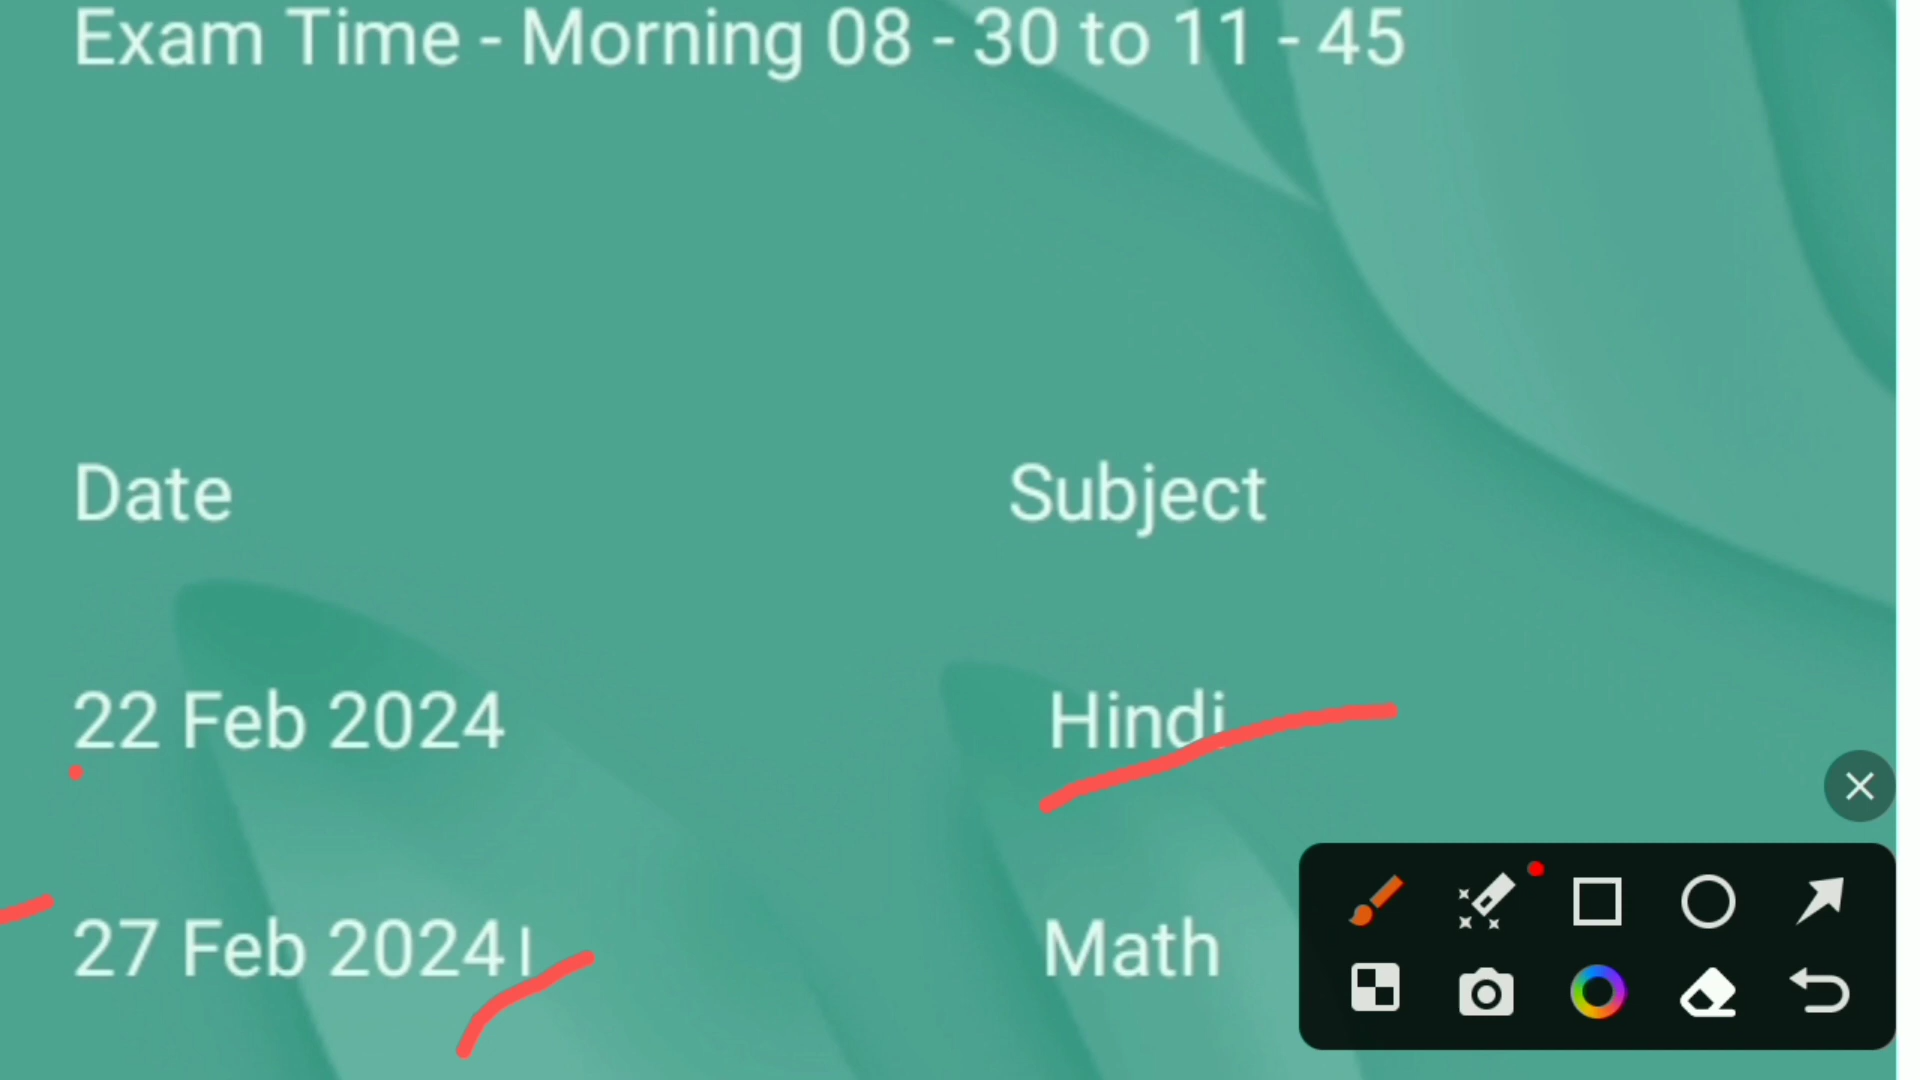 Exam Time - Morning 08 - 30 to 11 - 45
Date Subject
22 Feb 2024 Hindi
27 Feb 2024 Math